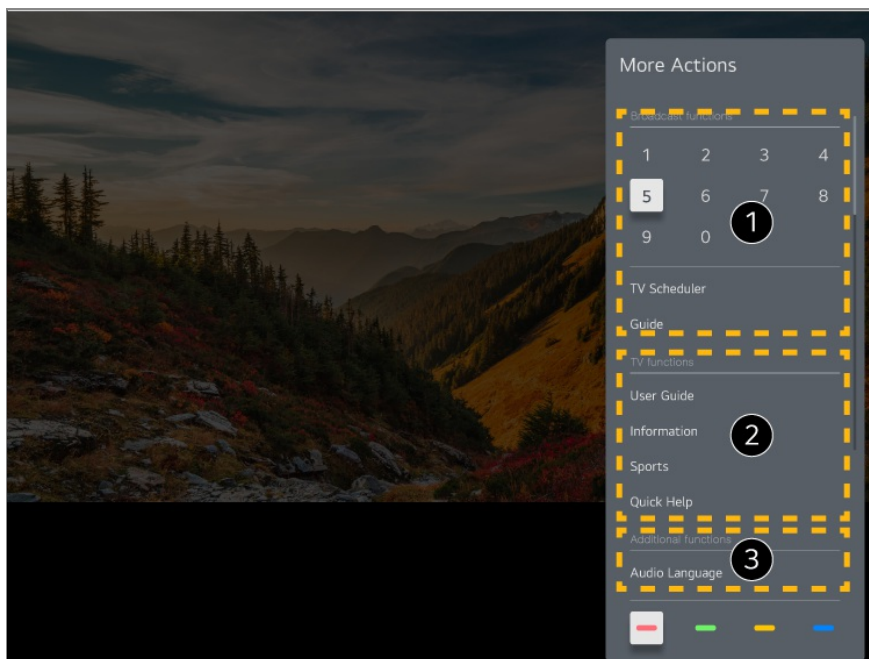 More Actions
Broadcast functions
1 2 3 4
5 6 7 8
9 0
1
TV Scheduler
Guide
TV functions
User Guide
Information
2
Sports
Quick Help
Additional functions
3
Audio Language